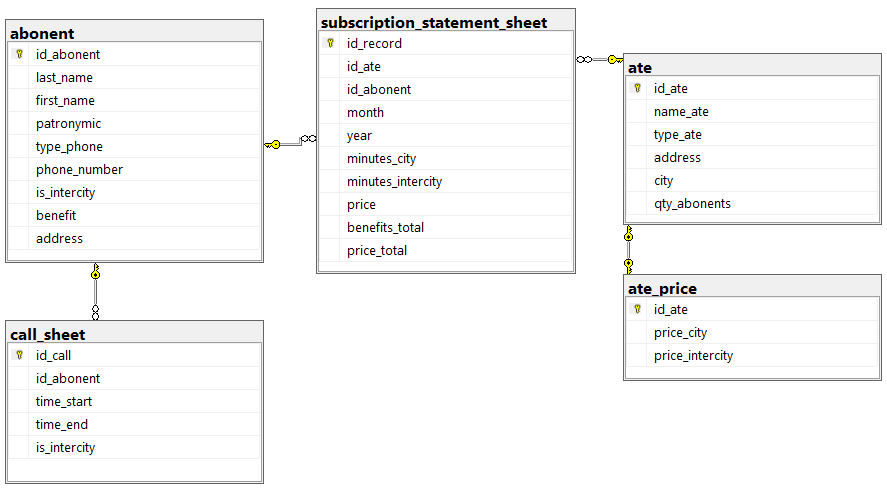 abonent
id_abonent
last_name
first_name
patronymic
type_phone
phone_number
is_intercity
benefit
address
subscription_statement_sheet
id_record
id_ate
id_abonent
month
year
minutes_city
minutes_intercity
price
benefits_total
price_total
ate
id_ate
name_ate
type_ate
address
city
qty_abonents
call_sheet
id_call
id_abonent
time_start
time_end
is_intercity
ate_price
id_ate
price_city
price_intercity